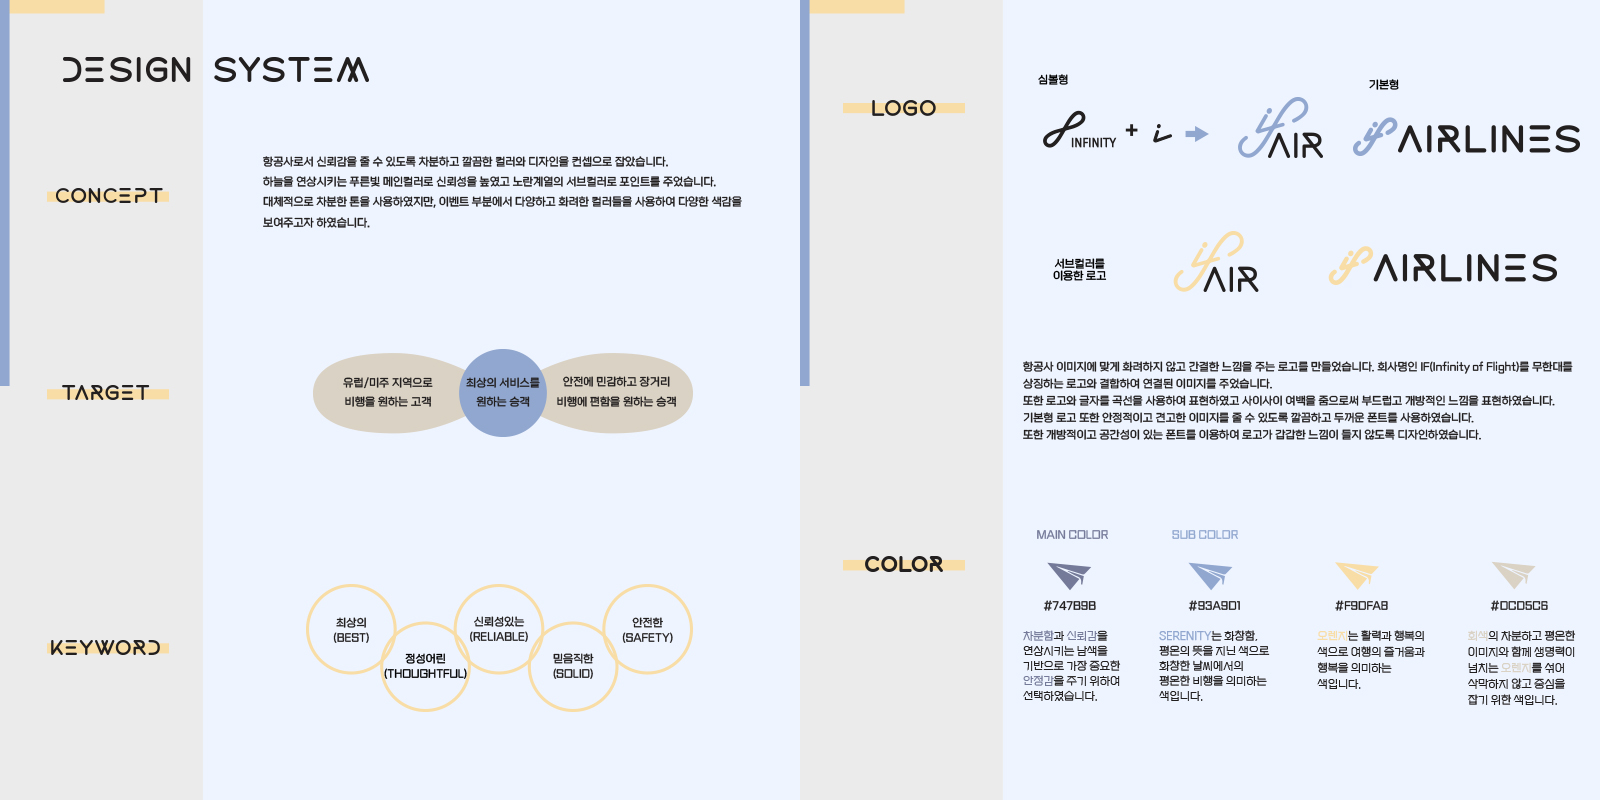 DESIGN SYSTEM
CONCEPT
항공사로서 신뢰감을 줄 수 있도록 차분하고 깔끔한 컬러와 디자인을 컨셉으로 잡았습니다.
하늘을 연상시키는 푸른빛 메인컬러로 신뢰성을 높였고 노란계열의 서브컬러로 포인트를 주었습니다.
대체적으로 차분한 톤을 사용하였지만, 이벤트 부분에서 다양하고 화려한 컬러들을 사용하여 다양한 색감을
보여주고자 하였습니다.
TARGET
유럽/미주 지역으로
비행을 원하는 고객
최상의 서비스를
원하는 승객
안전에 민감하고 장거리
비행에 편함을 원하는 승객
KEYWORD
최상의
(BEST)
정성어린
(THOUGHTFUL)
신뢰성있는
(RELIABLE)
믿음직한
(SOLID)
안전한
(SAFETY)
LOGO
심볼형
INFINITY
+
i
if AIR
기본형
if AIRLINES
서브컬러를
이용한 로고
if AIR
if AIRLINES
항공사 이미지에 맞게 화려하지 않고 간결한 느낌을 주는 로고를 만들었습니다. 회사명인 IF(Infinity of Flight)를 무한대를
상징하는 로고와 결합하여 연결된 이미지를 주었습니다.
또한 로고와 글자를 곡선을 사용하여 표현하였고 사이사이 여백을 줌으로써 부드럽고 개방적인 느낌을 표현하였습니다.
기본형 로고 또한 안정적이고 견고한 이미지를 줄 수 있도록 깔끔하고 두꺼운 폰트를 사용하였습니다.
또한 개방적이고 공간성이 있는 폰트를 이용하여 로고가 갑갑한 느낌이 들지 않도록 디자인하였습니다.
COLOR
MAIN COLOR
#747B9B
차분함과 신뢰감을
연상시키는 남색을
기반으로 가장 중요한
안정감을 주기 위하여
선택하였습니다.
SUB COLOR
#93A9D1
SERENITY는 화창함,
평온의 뜻을 지닌 색으로
화창한 날씨에서의
평온한 비행을 의미하는
색입니다.
#F9DFA8
오렌지는 활력과 행복의
색으로 여행의 즐거움과
행복을 의미하는
색입니다.
#DCD5C6
회색의 차분하고 평온한
이미지와 함께 생명력이
넘치는 오렌지를 섞어
삭막하지 않고 중심을
잡기 위한 색입니다.